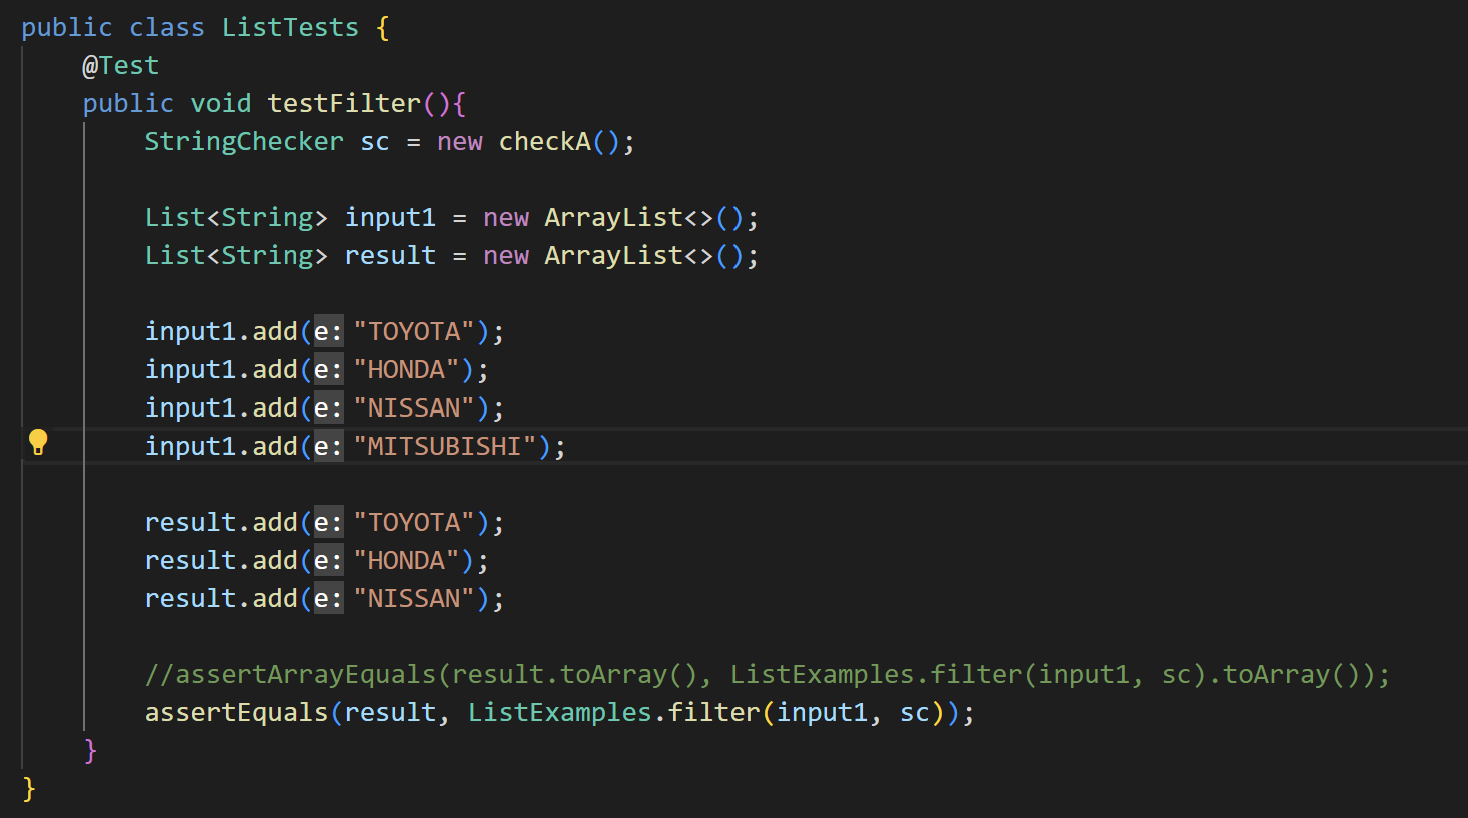 public class ListTests {
@Test
public void testFilter(){
StringChecker sc = new checkA();
List<String> input1 = new ArrayList<>();
List<String> result = new ArrayList<>();
input1.add(e: "TOYOTA");
input1.add(e: "HONDA");
input1.add(e: "NISSAN");
input1.add(e: "MITSUBISHI");
result.add(e: "TOYOTA");
result.add(e: "HONDA");
result.add(e: "NISSAN");
//assertArrayEquals(result.toArray(), ListExamples.filter(input1, sc).toArray());
assertEquals(result, ListExamples.filter(input1, sc));
}
}